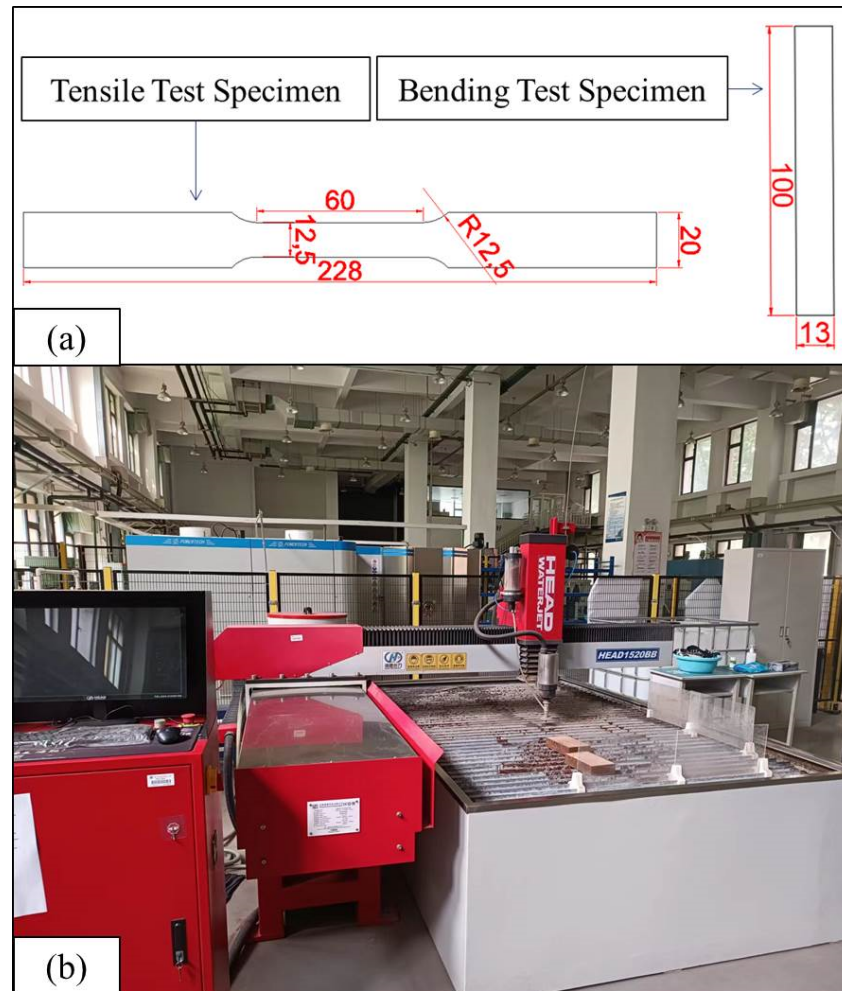 Tensile Test Specimen
Bending Test Specimen
60
12,5
R12,5
20
228
100
13
(a)
HEAD
WATERJET
HEAD1520BB
(b)